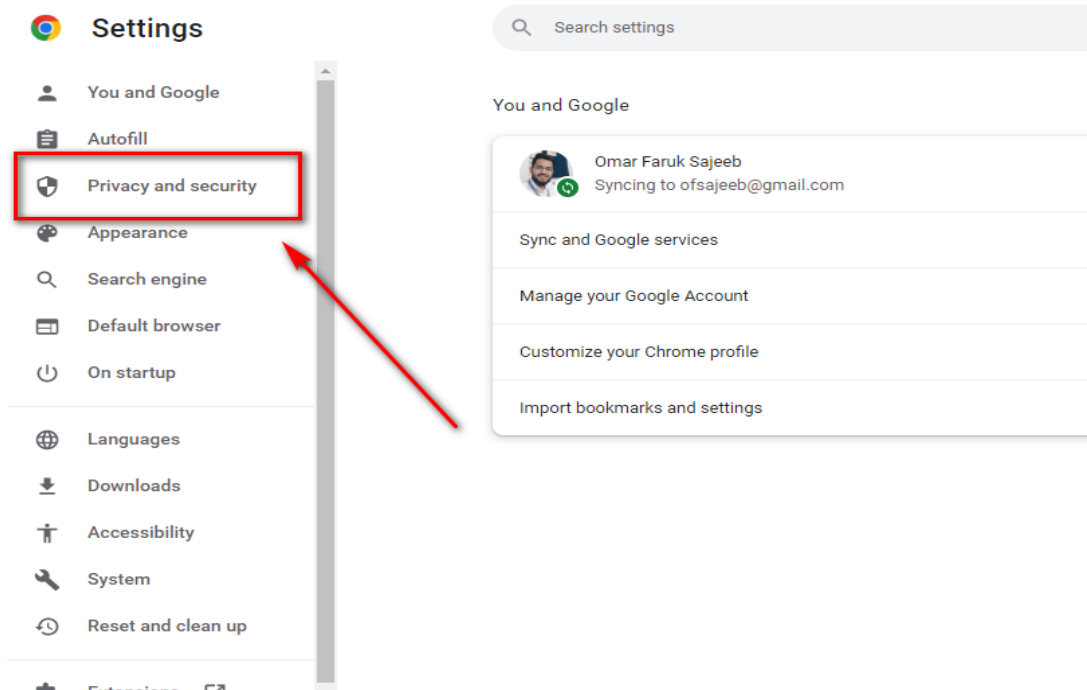 Settings
Search settings
You and Google
Autofill
Privacy and security
Appearance
Search engine
Default browser
On startup
Languages
Downloads
Accessibility
System
Reset and clean up
Extensions
You and Google
Omar Faruk Sajeeb
Syncing to ofsajeeb@gmail.com
Sync and Google services
Manage your Google Account
Customize your Chrome profile
Import bookmarks and settings